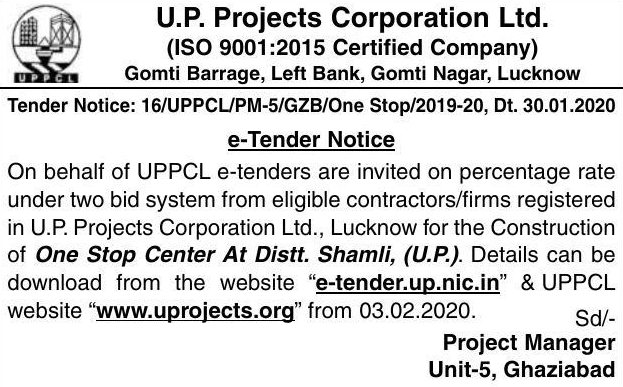 U.P. Projects Corporation Ltd.
(ISO 9001:2015 Certified Company)
Gomti Barrage, Left Bank, Gomti Nagar, Lucknow
UPPCL
Tender Notice: 16/UPPCL/PM-5/GZB/One Stop/2019-20, Dt. 30.01.2020
e-Tender Notice
On behalf of UPPCL e-tenders are invited on percentage rate
under two bid system from eligible contractors/firms registered
in U.P. Projects Corporation Ltd., Lucknow for the Construction
of One Stop Center At Distt. Shamli, (U.P.). Details can be
download from the website “e-tender.up.nic.in” & UPPCL
website “www.uprojects.org” from 03.02.2020.
Sd/-
Project Manager
Unit-5, Ghaziabad